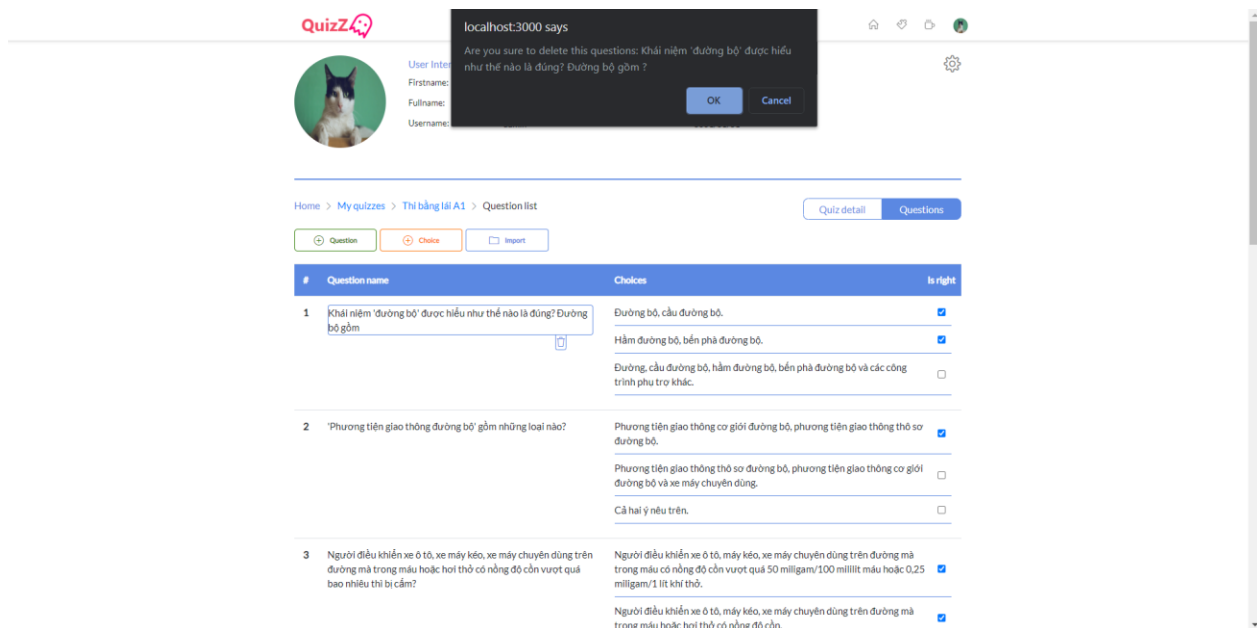 QuizZ
localhost:3000 says
Are you sure to delete this questions: Khái niệm 'đường bộ' được hiểu
như thế nào là đúng? Đường bộ gồm ?
OK Cancel
User Inter
Firstname:
Fullname:
Username:
Home > My quizzes > Thi bằng lái A1 > Question list
Quiz detail Questions
Question Choice Import
# Question name Choices Is right
1 Khái niệm 'đường bộ' được hiểu như thế nào là đúng? Đường
bộ gồm
Đường bộ, cầu đường bộ.
Hầm đường bộ, bến phà đường bộ.
Đường, cầu đường bộ, hầm đường bộ, bến phà đường bộ và các công
trình phụ trợ khác.
2 'Phương tiện giao thông đường bộ' gồm những loại nào?
Phương tiện giao thông cơ giới đường bộ, phương tiện giao thông thô sơ
đường bộ.
Phương tiện giao thông thô sơ đường bộ, phương tiện giao thông cơ giới
đường bộ và xe máy chuyên dùng.
Cả hai ý nêu trên.
3 Người điều khiển xe ô tô, xe máy kéo, xe máy chuyên dùng trên
đường mà trong máu hoặc hơi thở có nồng độ cồn vượt quá
bao nhiêu thì bị cấm?
Người điều khiển xe ô tô, máy kéo, xe máy chuyên dùng trên đường mà
trong máu có nồng độ cồn vượt quá 50 miligam/100 mililít máu hoặc 0,25
miligam/1 lít khí thở.
Người điều khiển xe ô tô, máy kéo, xe máy chuyên dùng trên đường mà
trong máu hoặc hơi thở có nồng độ cồn.